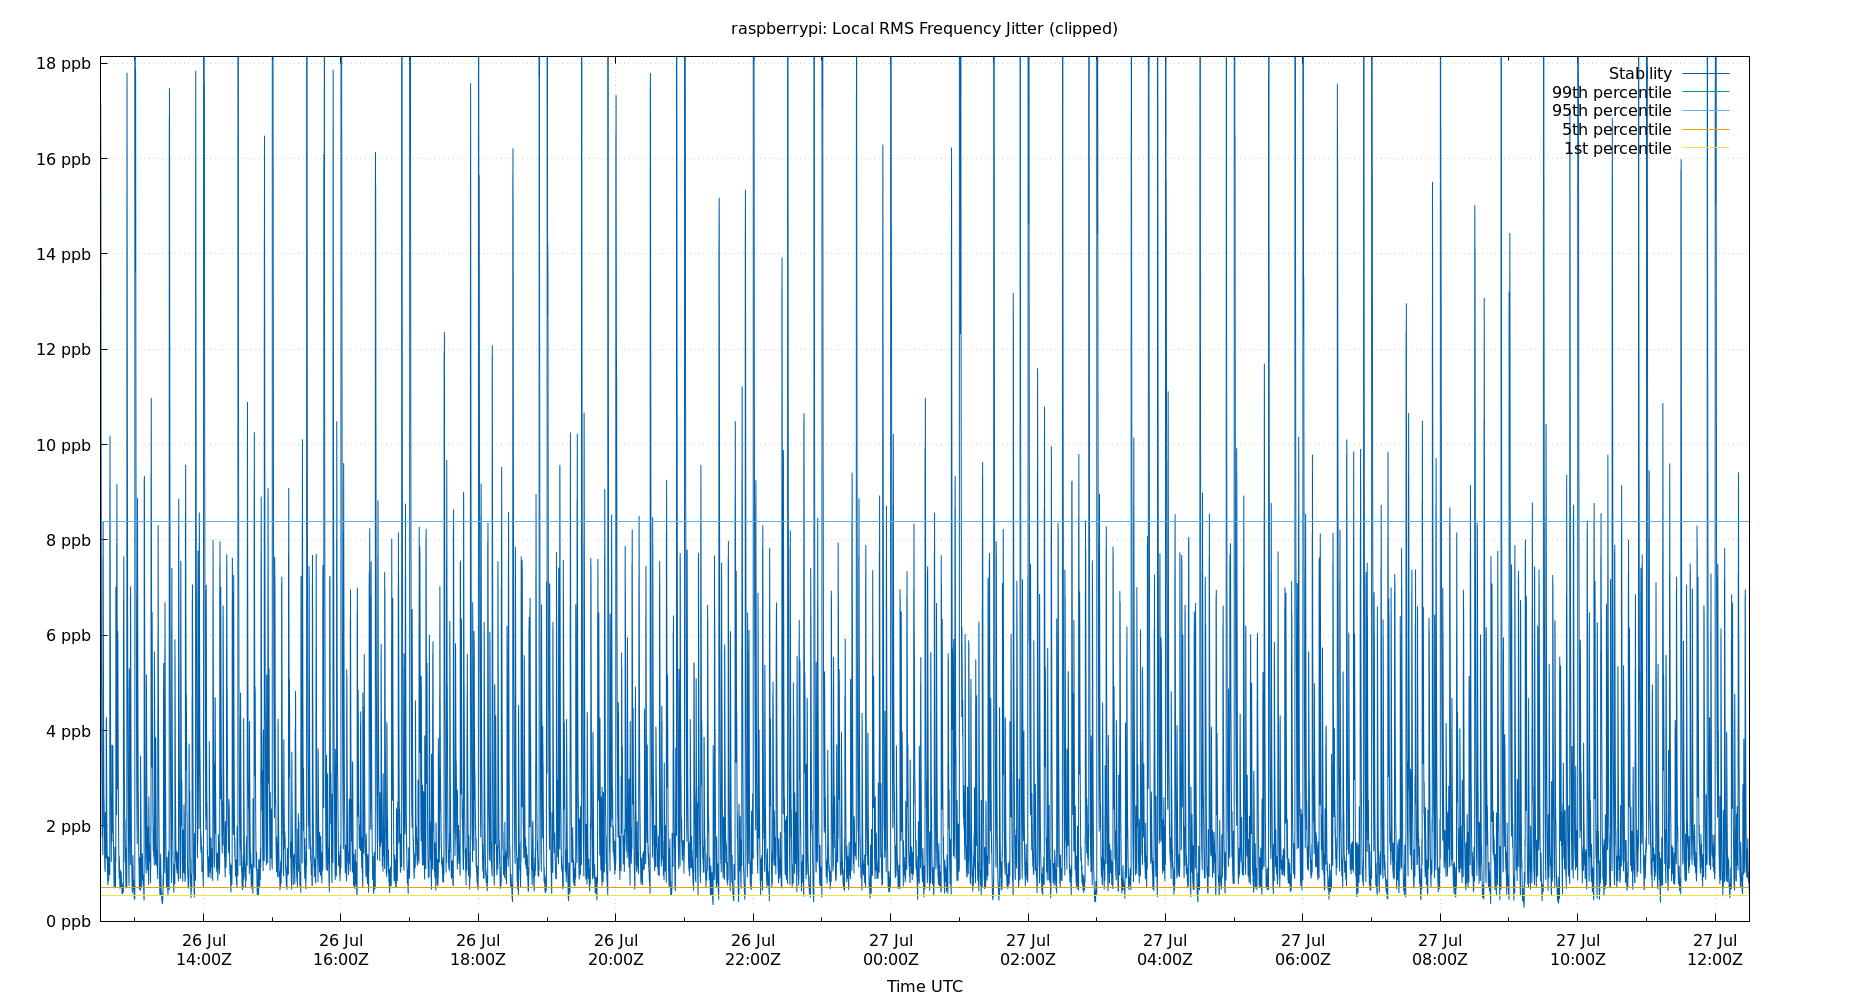 raspberrypi: Local RMS Frequency Jitter (clipped)
18 ppb
16 ppb
14 ppb
12 ppb
10 ppb
8 ppb
6 ppb
4 ppb
2 ppb
0 ppb
Stability
99th percentile
95th percentile
5th percentile
1st percentile
26 Jul 14:00Z
26 Jul 16:00Z
26 Jul 18:00Z
26 Jul 20:00Z
26 Jul 22:00Z
27 Jul 00:00Z
27 Jul 02:00Z
27 Jul 04:00Z
27 Jul 06:00Z
27 Jul 08:00Z
27 Jul 10:00Z
27 Jul 12:00Z
Time UTC